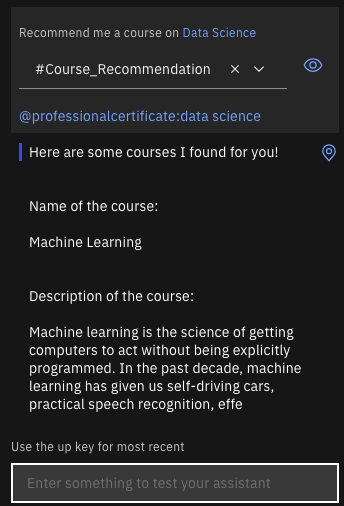 Recommend me a course on Data Science
#Course_Recommendation
@professionalcertificate:data science
Here are some courses I found for you!
Name of the course:
Machine Learning
Description of the course:
Machine learning is the science of getting
computers to act without being explicitly
programmed. In the past decade, machine
learning has given us self-driving cars,
practical speech recognition, effe
Use the up key for most recent
Enter something to test your assistant